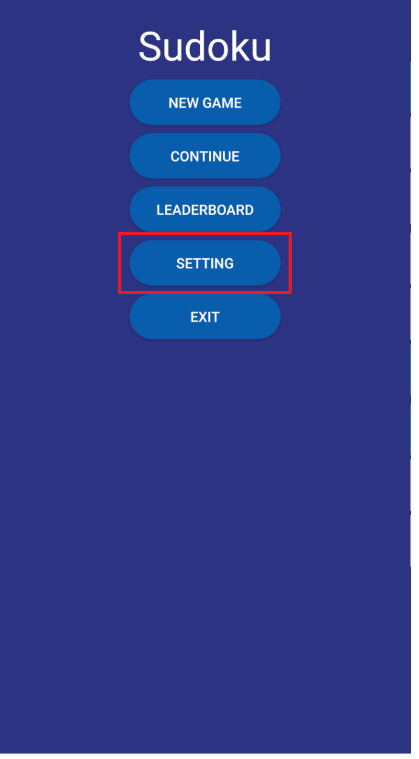 Sudoku
NEW GAME
CONTINUE
LEADERBOARD
SETTING
EXIT